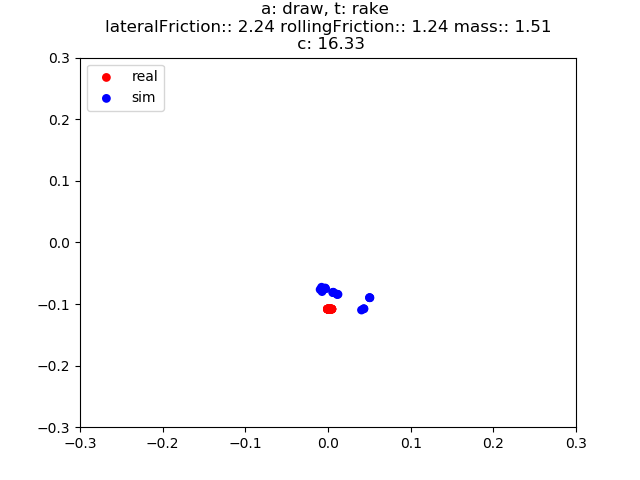 a: draw, t: rake
lateralFriction:: 2.24 rollingFriction:: 1.24 mass:: 1.51
c: 16.33
real
sim
0.3
0.2
0.1
0.0
−0.1
−0.2
−0.3
−0.3 −0.2 −0.1 0.0 0.1 0.2 0.3